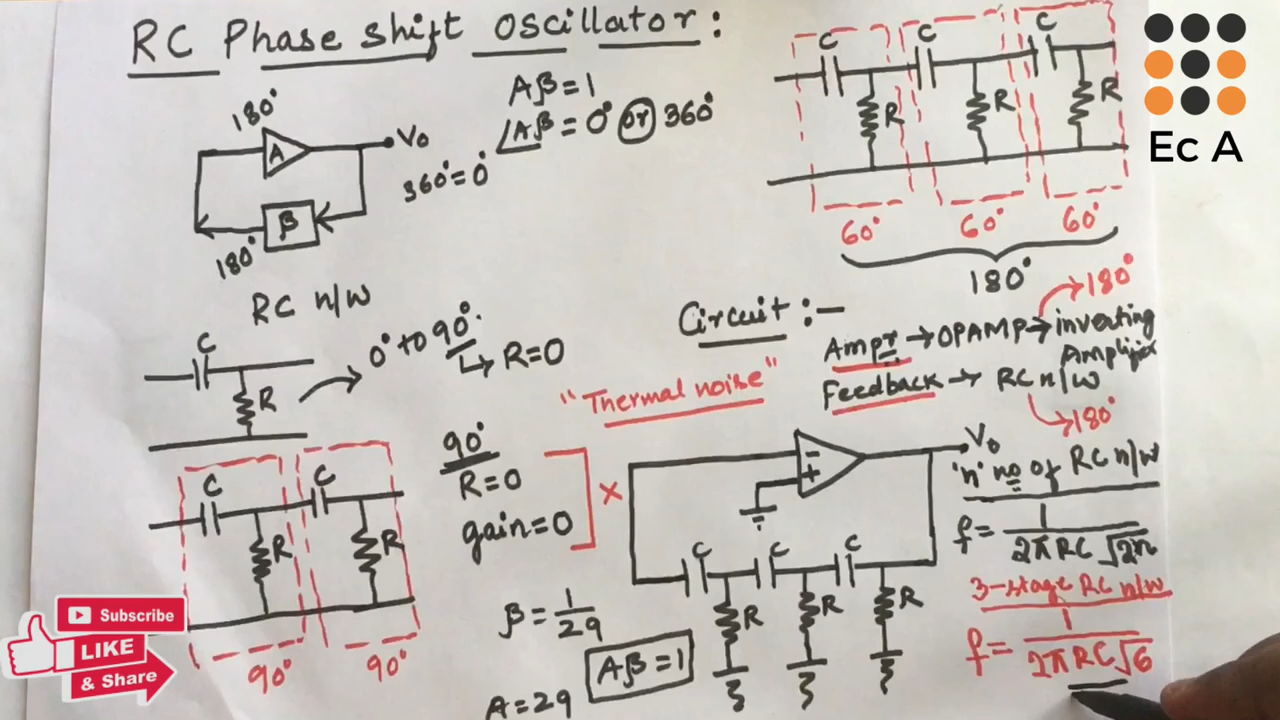 RC Phase shift Oscillator:
180°
A
V₀
360°=0°
β
180°
Aβ=1
∠Aβ = 0° or 360°
C C C
R R R
60° 60° 60°
180°
Ec A
RC n/w
C
R
0° to 90°.
↳ R=0
C C
R R
90° 90°
"Thermal noise"
90°
R=0
gain=0
×
β = 1/29
A=29
Aβ=1
Circuit :-
→180°
Ampr → OPAMP → inverting
Amplifier
Feedback → RC n/w
→180°
-
+
V₀
C C C
R R R
'n' no of RC n/w
f = 1/2πRC√2n
3-stage RC n/w
f = 1/2πRC√6
Subscribe
LIKE
& Share